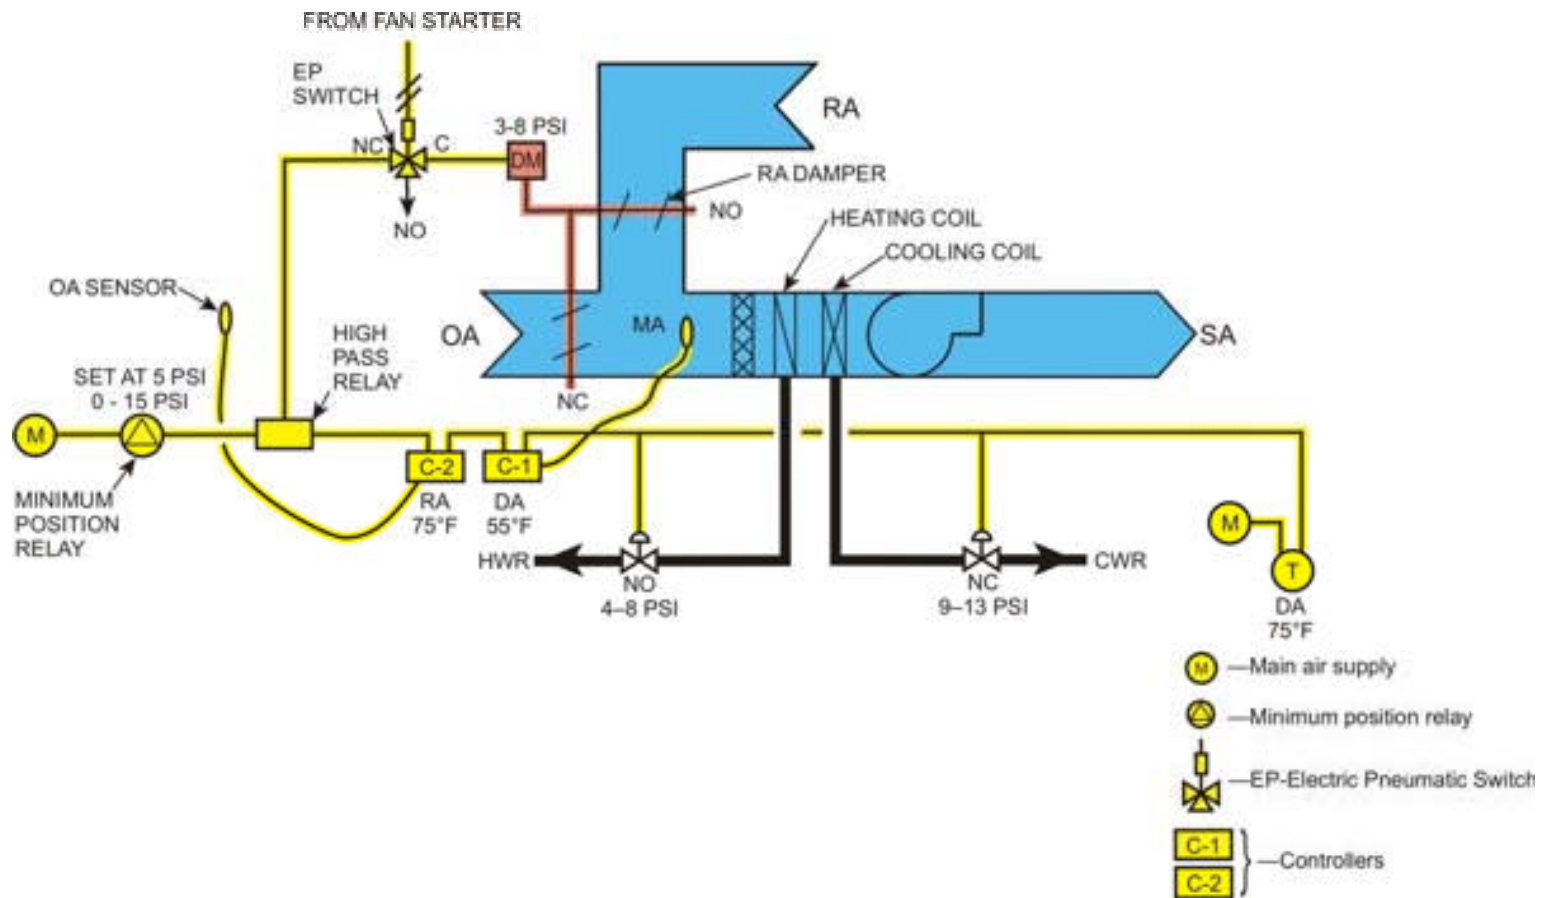 FROM FAN STARTER
EP
SWITCH
NC
C
3-8 PSI
DM
NO
RA
RA DAMPER
NO
HEATING COIL
COOLING COIL
OA SENSOR
HIGH
PASS
RELAY
OA
MA
SA
NC
SET AT 5 PSI
0 - 15 PSI
M
C-2
C-1
MINIMUM
POSITION
RELAY
RA
75°F
DA
55°F
HWR
NO
4–8 PSI
NC
9–13 PSI
CWR
M
T
DA
75°F
M —Main air supply
—Minimum position relay
—EP-Electric Pneumatic Switch
C-1
—Controllers
C-2